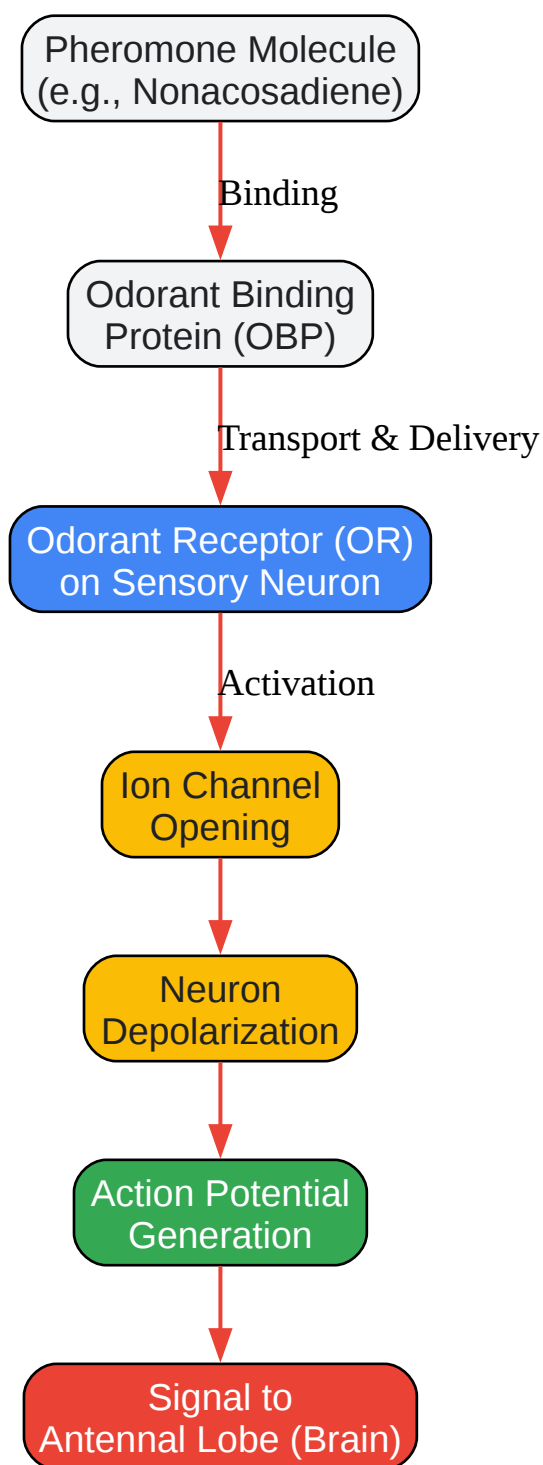 Pheromone Molecule
(e.g., Nonacosadiene)
Binding
Odorant Binding
Protein (OBP)
Transport & Delivery
Odorant Receptor (OR)
on Sensory Neuron
Activation
Ion Channel
Opening
Neuron
Depolarization
Action Potential
Generation
Signal to
Antennal Lobe (Brain)